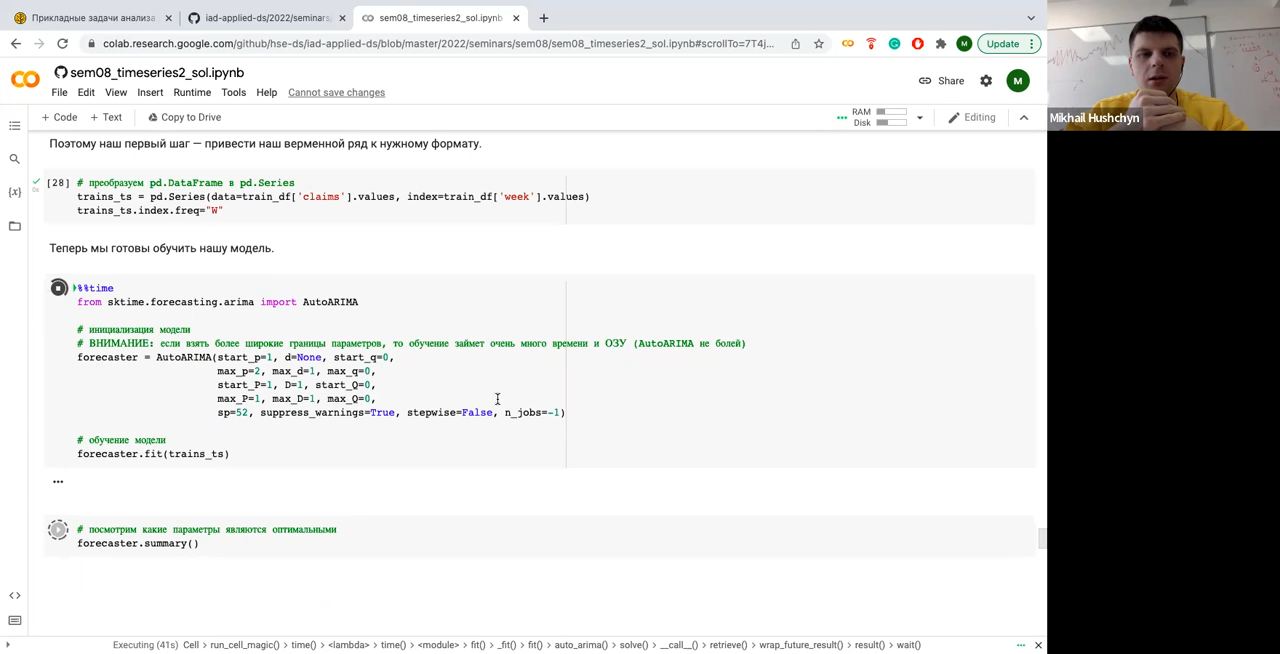 Прикладные задачи анализа
iad-applied-ds/2022/seminars
sem08_timeseries2_sol.ipynb
colab.research.google.com/github/hse-ds/iad-applied-ds/blob/master/2022/seminars/sem08/sem08_timeseries2_sol.ipynb#scrollTo=7T4j...
M
Update
sem08_timeseries2_sol.ipynb
Share
M
File Edit View Insert Runtime Tools Help Cannot save changes
+ Code + Text Copy to Drive
RAM
Disk
Editing
Mikhail Hushchyn
Поэтому наш первый шаг — привести наш верменной ряд к нужному формату.
[28] # преобразуем pd.DataFrame в pd.Series
0s
trains_ts = pd.Series(data=train_df['claims'].values, index=train_df['week'].values)
trains_ts.index.freq="W"
Теперь мы готовы обучить нашу модель.
%%time
from sktime.forecasting.arima import AutoARIMA
# инициализация модели
# ВНИМАНИЕ: если взять более широкие границы параметров, то обучение займет очень много времени и ОЗУ (AutoARIMA не болей)
forecaster = AutoARIMA(start_p=1, d=None, start_q=0,
max_p=2, max_d=1, max_q=0,
start_P=1, D=1, start_Q=0,
max_P=1, max_D=1, max_Q=0,
sp=52, suppress_warnings=True, stepwise=False, n_jobs=-1)
# обучение модели
forecaster.fit(trains_ts)
...
# посмотрим какие параметры являются оптимальными
forecaster.summary()
Executing (41s) Cell > run_cell_magic() > time() > <lambda> > time() > <module> > fit() > _fit() > fit() > auto_arima() > solve() > __call__() > retrieve() > wrap_future_result() > result() > wait()